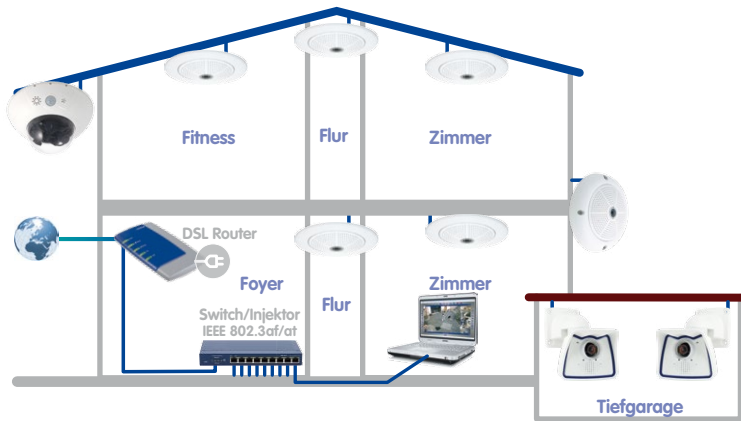 Fitness
Flur
Zimmer
DSL Router
Foyer
Flur
Zimmer
Switch/Injektor
IEEE 802.3af/at
Tiefgarage